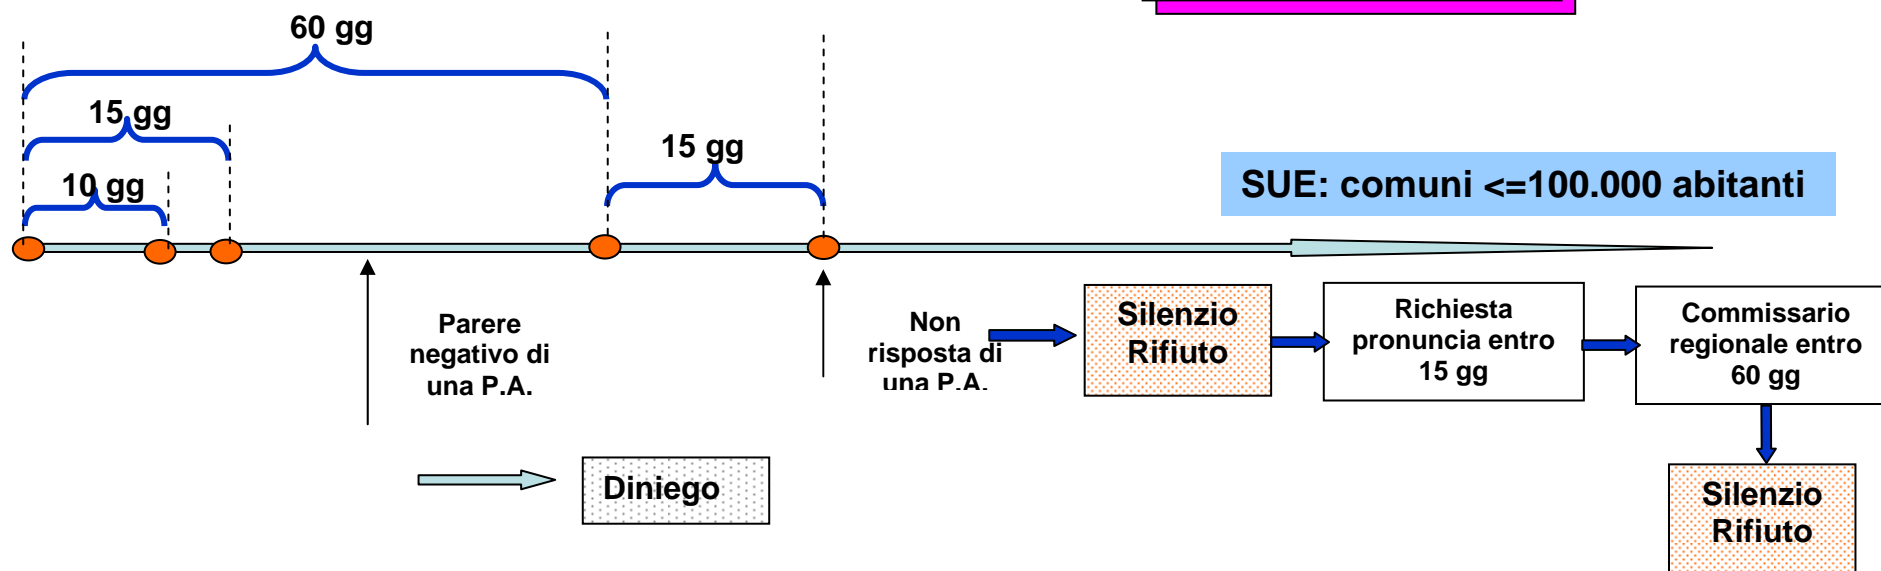 60 gg
15 gg
10 gg
15 gg
SUE: comuni <=100.000 abitanti
Parere
negativo di
una P.A.
Non
risposta di
una P.A.
Silenzio
Rifiuto
Richiesta
pronuncia entro
15 gg
Commissario
regionale entro
60 gg
Diniego
Silenzio
Rifiuto